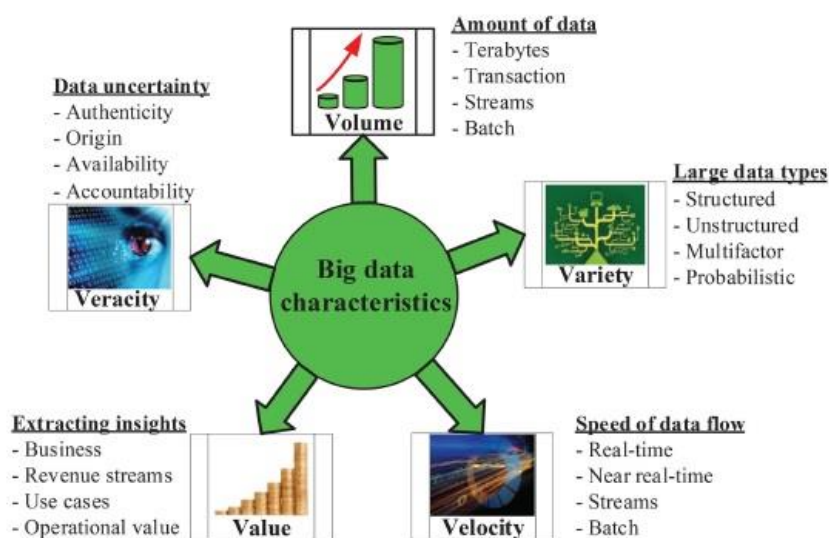 Amount of data
- Terabytes
- Transaction
- Streams
- Batch
Volume
Data uncertainty
- Authenticity
- Origin
- Availability
- Accountability
Veracity
Large data types
- Structured
- Unstructured
- Multifactor
- Probabilistic
Variety
Big data
characteristics
Extracting insights
- Business
- Revenue streams
- Use cases
- Operational value
Value
Speed of data flow
- Real-time
- Near real-time
- Streams
- Batch
Velocity